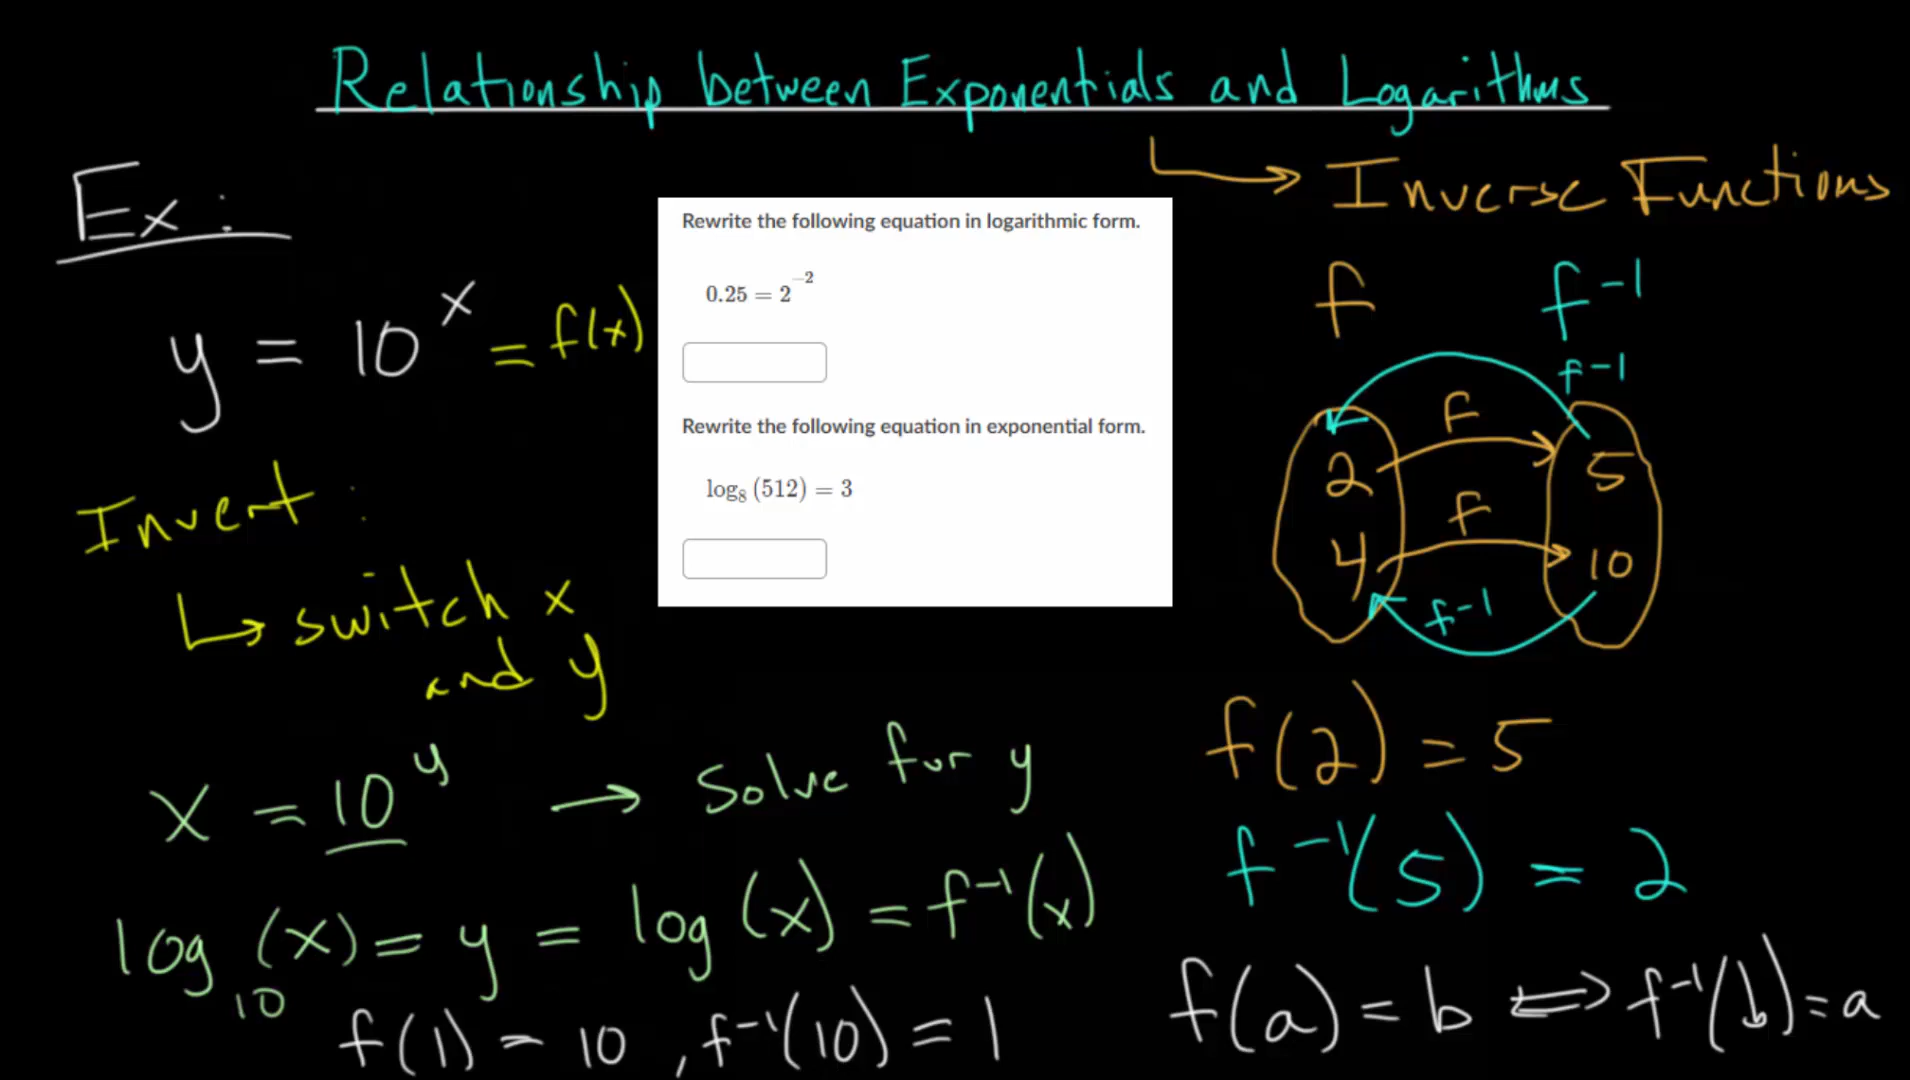 Relationship between Exponentials and Logarithms
Ex:
Inverse Functions
Rewrite the following equation in logarithmic form.
0.25 = 2⁻²
y = 10ˣ = f(x)
Rewrite the following equation in exponential form.
log₈ (512) = 3
f f⁻¹
f⁻¹
F
2 5
F
4 10
f⁻¹
Invert:
switch x
and y
x = 10ʸ → Solve for y
log₁₀(x) = y = log(x) = f⁻¹(x)
f(1) = 10, f⁻¹(10) = 1
f(2) = 5
f⁻¹(5) = 2
f(a) = b ⟺ f⁻¹(b) = a